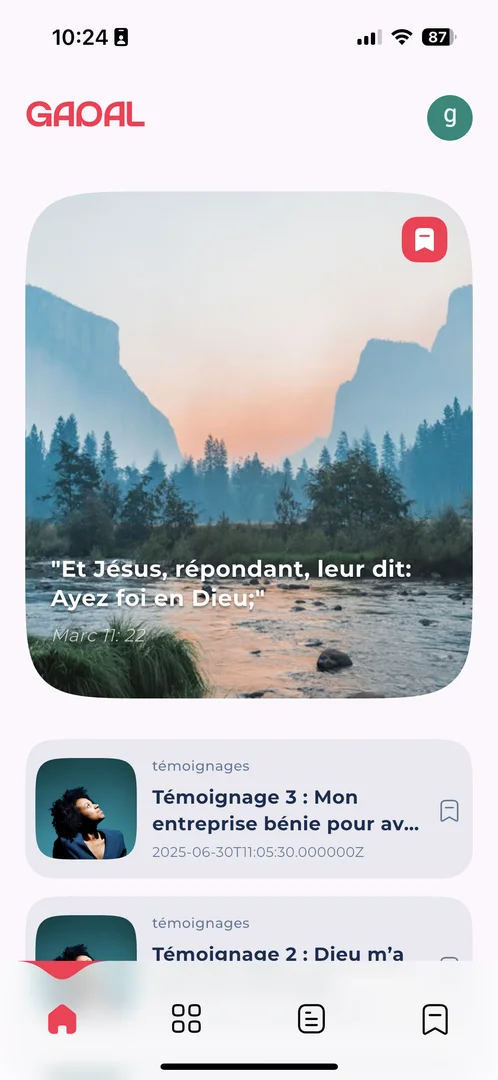 10:24
87
GADAL
g
"Et Jésus, répondant, leur dit:
Ayez foi en Dieu;"
Marc 11: 22
témoignages
Témoignage 3 : Mon
entreprise bénie pour av...
2025-06-30T11:05:30.000000Z
témoignages
Témoignage 2 : Dieu m’a